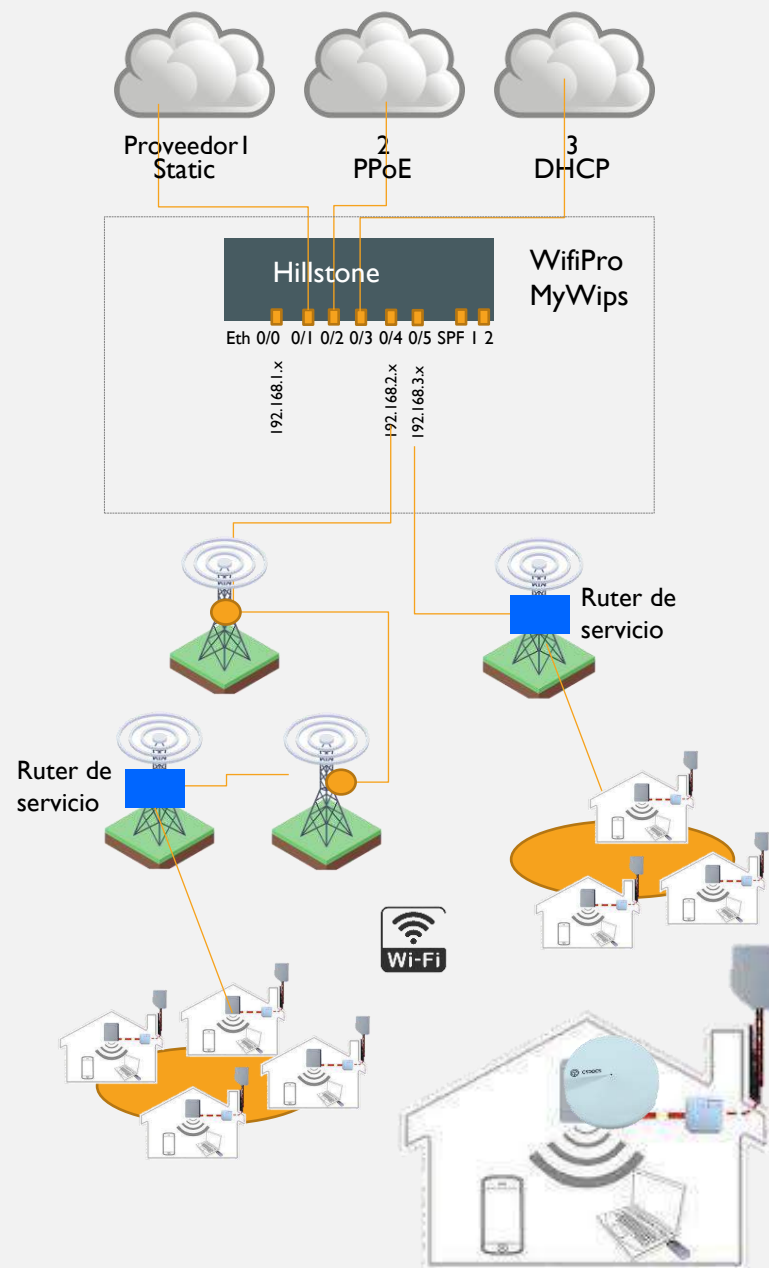 Proveedor1
Static
2
PPoE
3
DHCP
Hillstone
WifiPro
MyWips
Eth 0/0 0/1 0/2 0/3 0/4 0/5 SPF 1 2
192.168.1.x
192.168.2.x
192.168.3.x
Ruter de
servicio
Ruter de
servicio
Wi-Fi